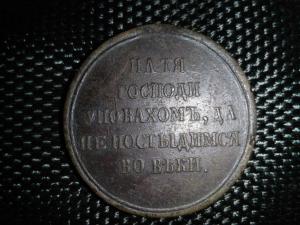 НА ТЯ
ГОСПОДИ
УПОВАХОМЪ, ДА
НЕ ПОСТЫДИМСЯ
ВО ВѢКИ.